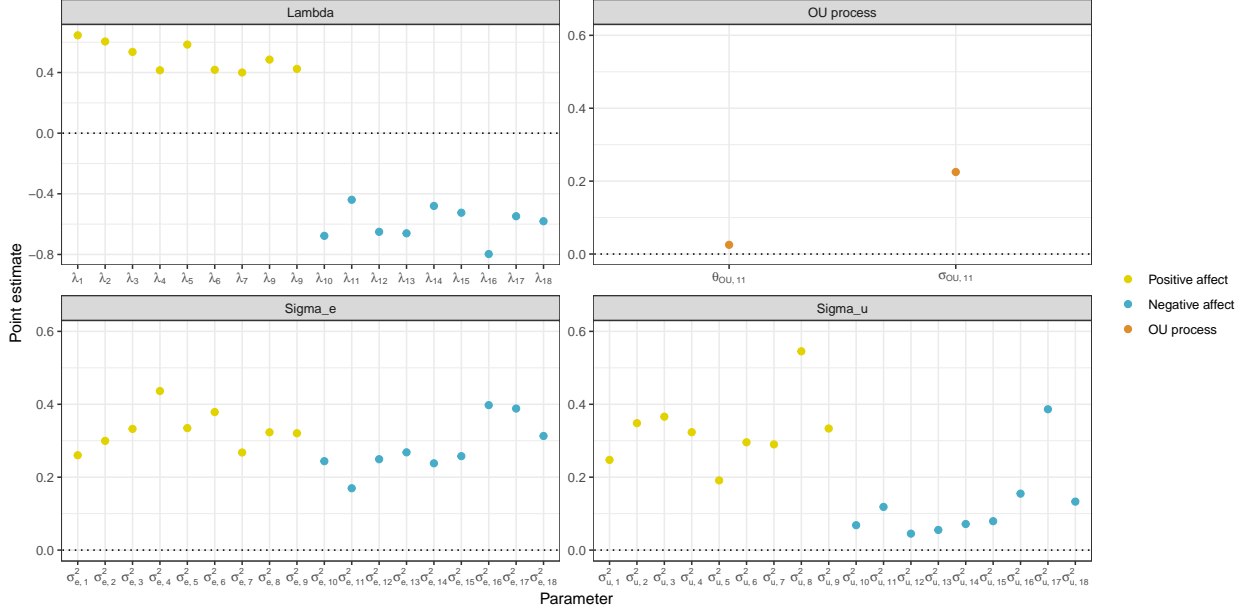 Lambda
OU process
0.4
0.0
−0.4
−0.8
0.6
0.4
0.2
0.0
λ1 λ2 λ3 λ4 λ5 λ6 λ7 λ9 λ9 λ10 λ11 λ12 λ13 λ14 λ15 λ16 λ17 λ18
θOU, 11 σOU, 11
Point estimate
Positive affect
Negative affect
OU process
Sigma_e
Sigma_u
0.6
0.4
0.2
0.0
0.6
0.4
0.2
0.0
σ²e, 1 σ²e, 2 σ²e, 3 σ²e, 4 σ²e, 5 σ²e, 6 σ²e, 7 σ²e, 8 σ²e, 9 σ²e, 10 σ²e, 11 σ²e, 12 σ²e, 13 σ²e, 14 σ²e, 15 σ²e, 16 σ²e, 17 σ²e, 18
σ²u, 1 σ²u, 2 σ²u, 3 σ²u, 4 σ²u, 5 σ²u, 6 σ²u, 7 σ²u, 8 σ²u, 9 σ²u, 10 σ²u, 11 σ²u, 12 σ²u, 13 σ²u, 14 σ²u, 15 σ²u, 16 σ²u, 17 σ²u, 18
Parameter